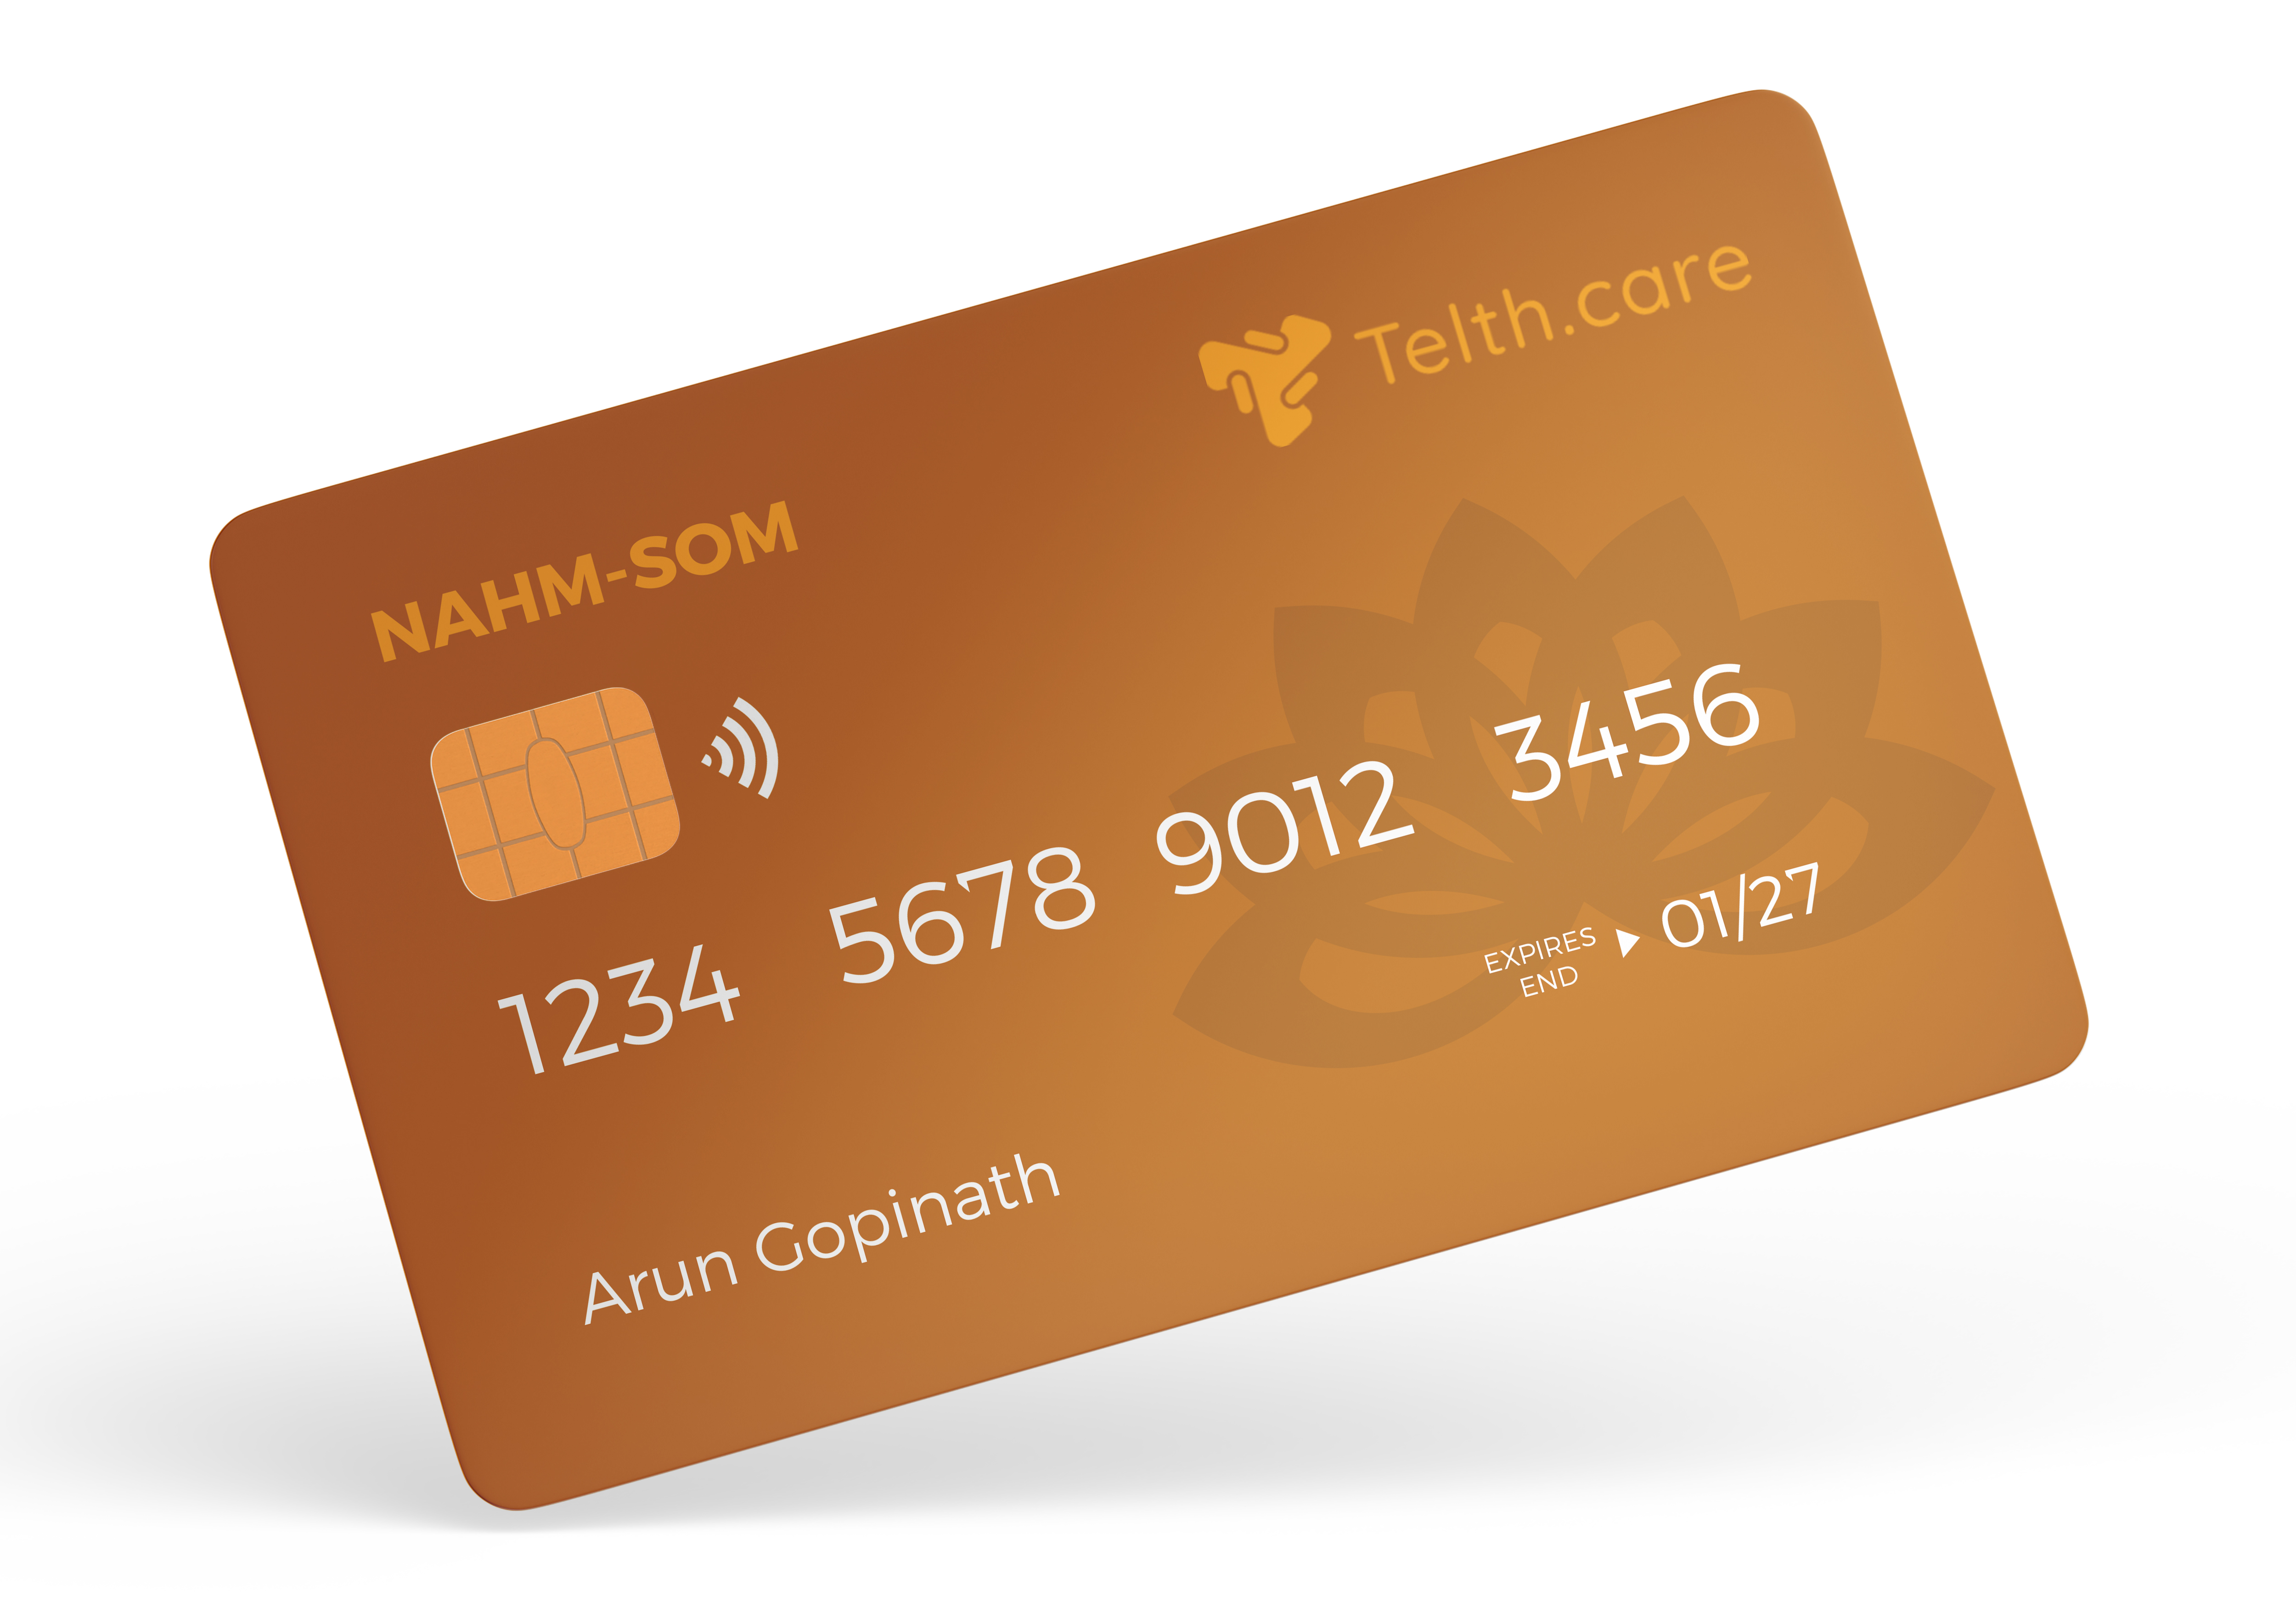 Telth.care
NAHM-SOM
1234 5678 9012 3456
EXPIRES
END
01/27
Arun Gopinath